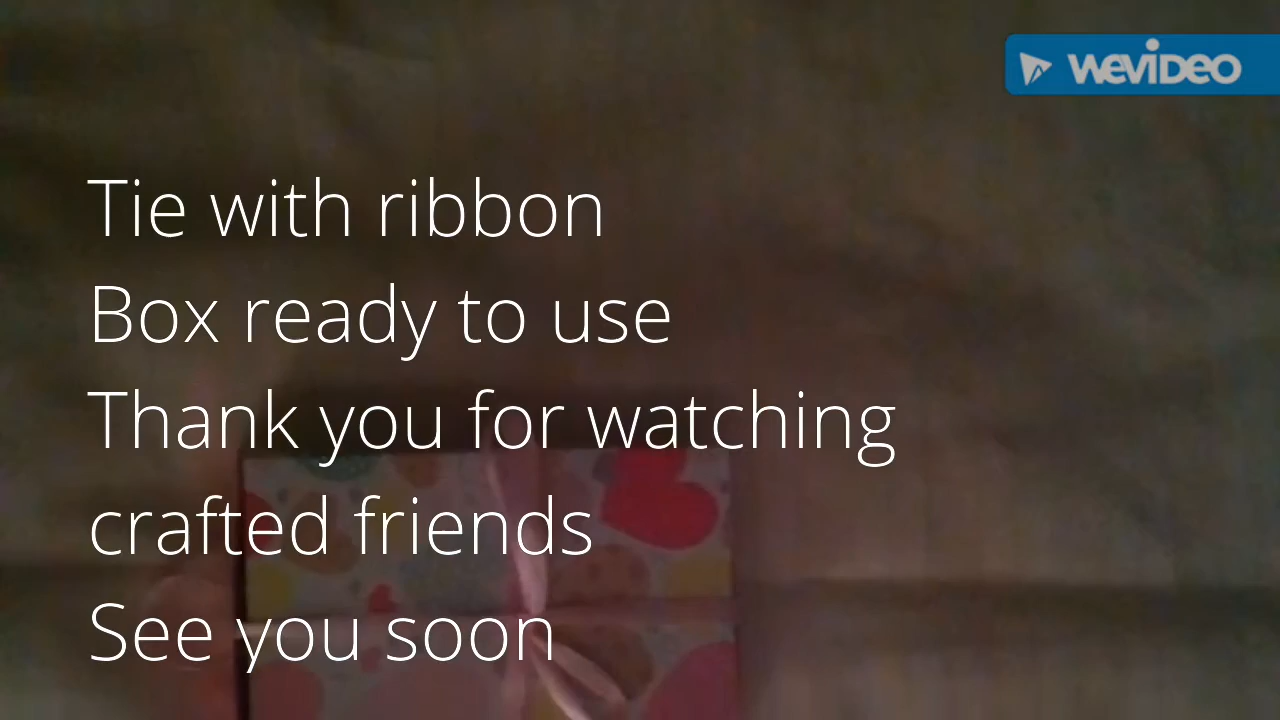 WEVIDEO
Tie with ribbon
Box ready to use
Thank you for watching
crafted friends
See you soon